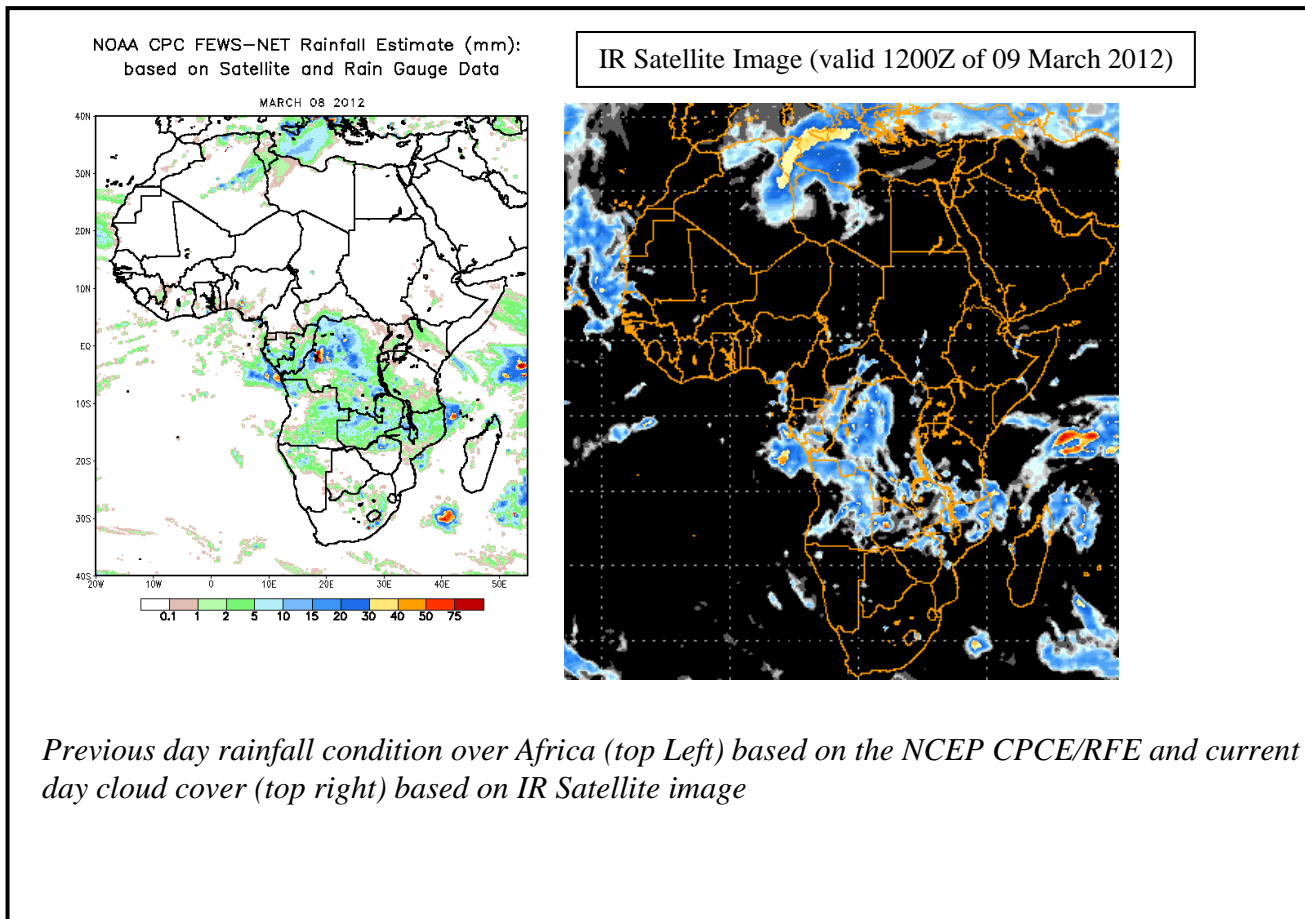 NOAA CPC FEWS-NET Rainfall Estimate (mm):
based on Satellite and Rain Gauge Data
MARCH 08 2012
40N
30N
20N
10N
EQ
10S
20S
30S
40S
20W 10W 0 10E 20E 30E 40E 50E
0.1 1 2 5 10 15 20 30 40 50 75
IR Satellite Image (valid 1200Z of 09 March 2012)
Previous day rainfall condition over Africa (top Left) based on the NCEP CPCE/RFE and current
day cloud cover (top right) based on IR Satellite image